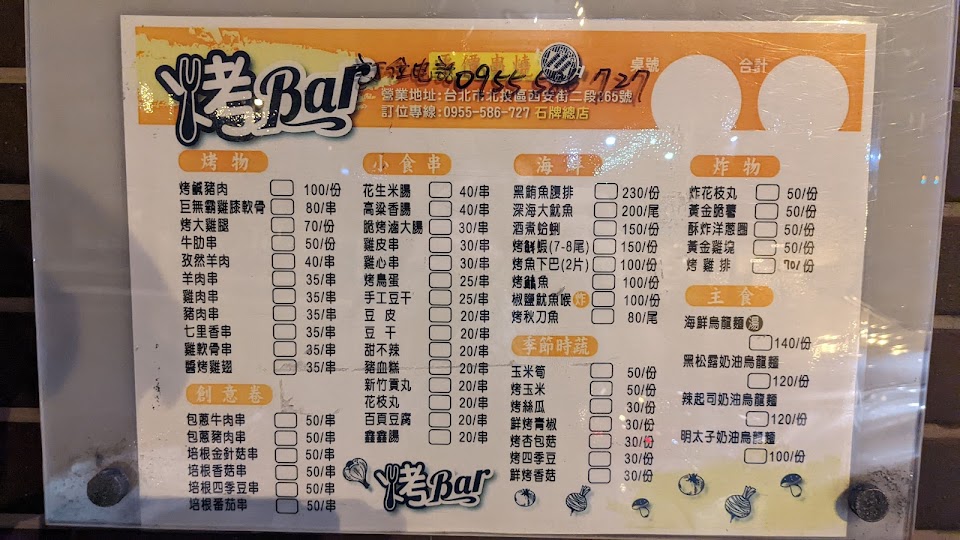 烤Bar
0955-586-727
桌號
合計
營業地址:台北市北投區西安街二段265號
訂位專線:0955-586-727 石牌總店
烤物
烤鹹豬肉 100/份
巨無霸雞膝軟骨 80/串
烤大雞腿 70/份
牛肋串 50/份
孜然羊肉 40/串
羊肉串 35/串
雞肉串 35/串
豬肉串 35/串
七里香串 35/串
雞軟骨串 35/串
醬烤雞翅 35/串
創意卷
包蔥牛肉串 50/串
包蔥豬肉串 50/串
培根金針菇串 50/串
培根香菇串 50/串
培根四季豆串 50/串
培根番茄串 50/串
小食串
花生米腸 40/串
高粱香腸 40/串
脆烤滷大腸 30/串
雞皮串 30/串
雞心串 30/串
烤鳥蛋 25/串
手工豆干 25/串
豆皮 20/串
豆干 20/串
甜不辣 20/串
豬血糕 20/串
新竹貢丸 20/串
花枝丸 20/串
百頁豆腐 20/串
鑫鑫腸 20/串
烤Bar
海鮮
黑鮪魚腹排 230/份
深海大魷魚 200/尾
酒煮蛤蜊 150/份
烤鮮蝦(7-8尾) 150/份
烤魚下巴(2片) 100/份
烤鱻魚 100/份
椒鹽魷魚喉 炸 100/份
烤秋刀魚 80/尾
季節時蔬
玉米筍 50/份
烤玉米 50/份
烤絲瓜 30/份
鮮烤青椒 30/份
烤杏包菇 30/份
烤四季豆 30/份
鮮烤香菇 30/份
炸物
炸花枝丸 50/份
黃金脆薯 50/份
酥炸洋蔥圈 50/份
黃金雞塊 50/份
烤雞排 70/份
主食
海鮮烏龍麵 湯
140/份
黑松露奶油烏龍麵
120/份
辣起司奶油烏龍麵
120/份
明太子奶油烏龍麵
100/份